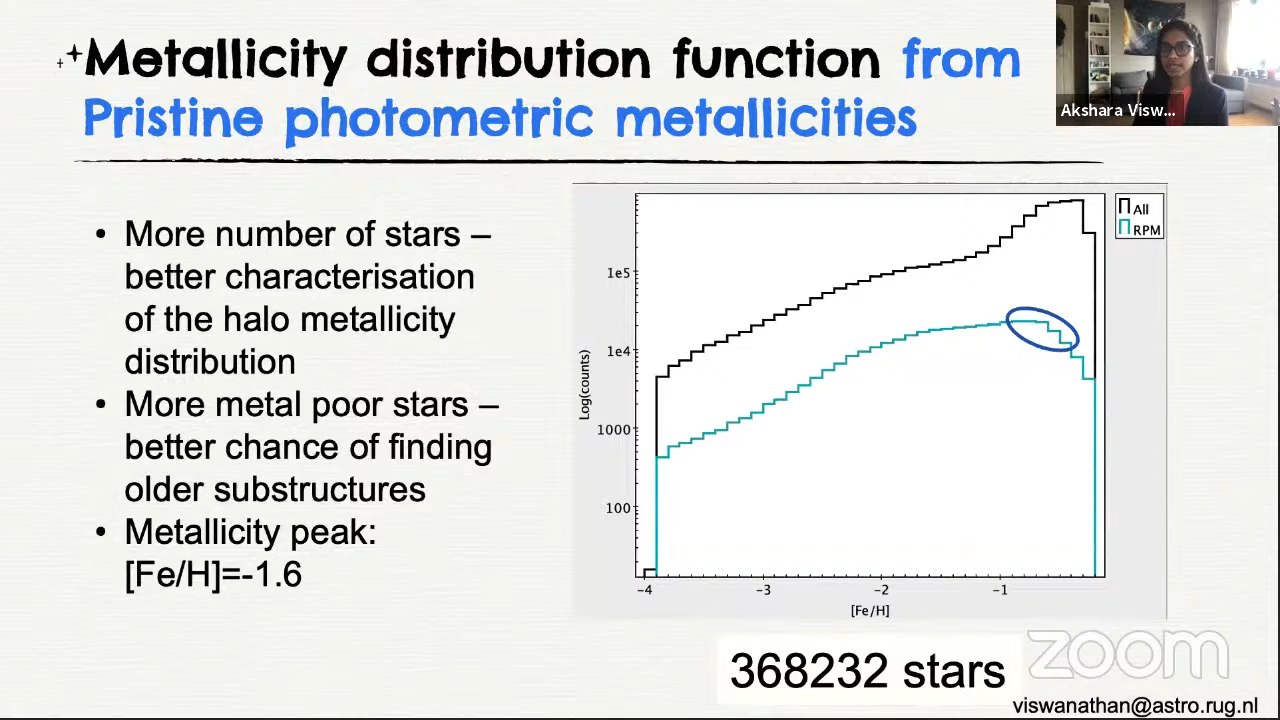 Metallicity distribution function from
Pristine photometric metallicities
Akshara Visw...
• More number of stars –
better characterisation
of the halo metallicity
distribution
• More metal poor stars –
better chance of finding
older substructures
• Metallicity peak:
[Fe/H]=-1.6
All
RPM
1e5
1e4
1000
100
Log(counts)
-4 -3 -2 -1
[Fe/H]
368232 stars
zoom
viswanathan@astro.rug.nl